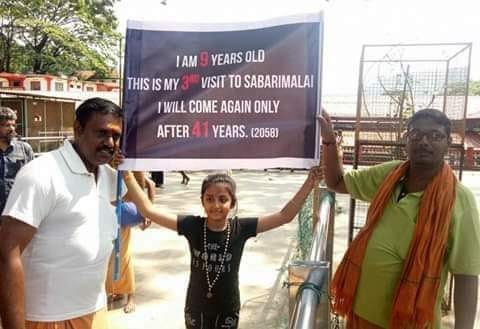 I AM 9 YEARS OLD
THIS IS MY 3RD VISIT TO SABARIMALAI
I WILL COME AGAIN ONLY
AFTER 41 YEARS. (2058)